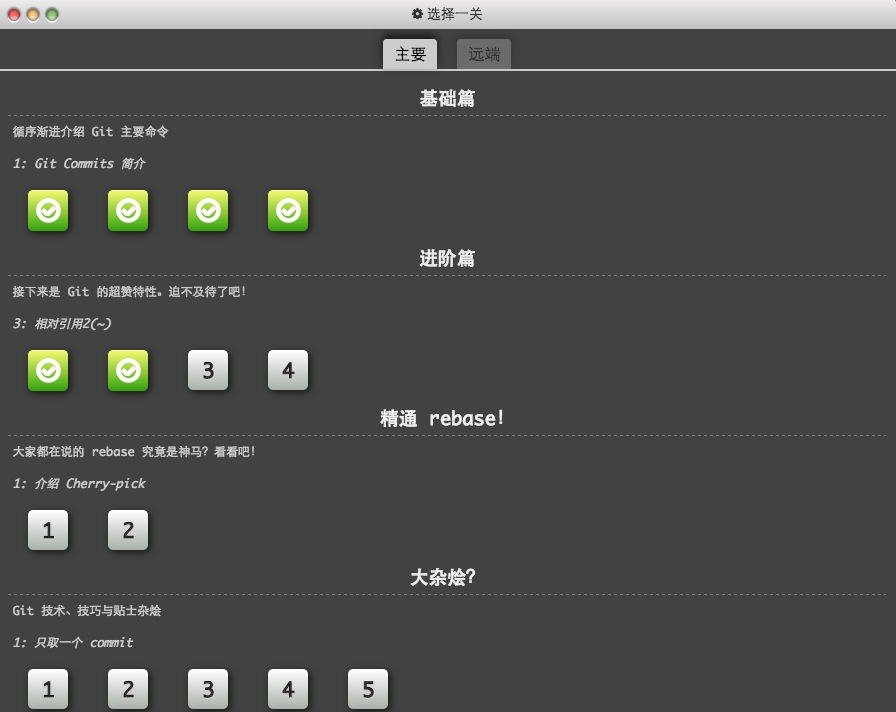 选择一关
主要 远端
基础篇
循序渐进介绍 Git 主要命令
1: Git Commits 简介
进阶篇
接下来是 Git 的超赞特性。迫不及待了吧!
3: 相对引用2(~)
3 4
精通 rebase!
大家都在说的 rebase 究竟是神马? 看看吧!
1: 介绍 Cherry-pick
1 2
大杂烩?
Git 技术、技巧与贴士杂烩
1: 只取一个 commit
1 2 3 4 5